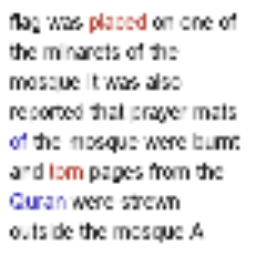 flag was placed on one of
the minarets of the
mosque It was also
reported that prayer mats
of the mosque were burnt
and torn pages from the
Quran were strewn
outside the mosque A